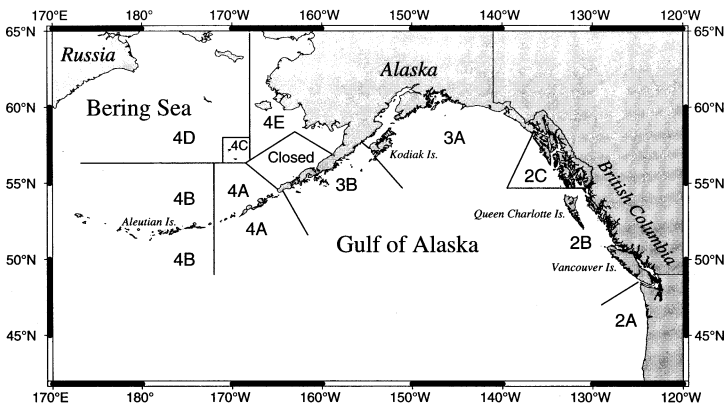 170°E 180° 170°W 160°W 150°W 140°W 130°W 120°W
65°N 65°N
Russia
Alaska
Bering Sea
60°N 60°N
4E
4D
4C
Closed
3A
Kodiak Is.
British Columbia
55°N 55°N
4B
4A
3B
2C
Aleutian Is.
4A
Queen Charlotte Is.
Gulf of Alaska
2B
50°N 50°N
4B
Vancouver Is.
2A
45°N 45°N
170°E 180° 170°W 160°W 150°W 140°W 130°W 120°W